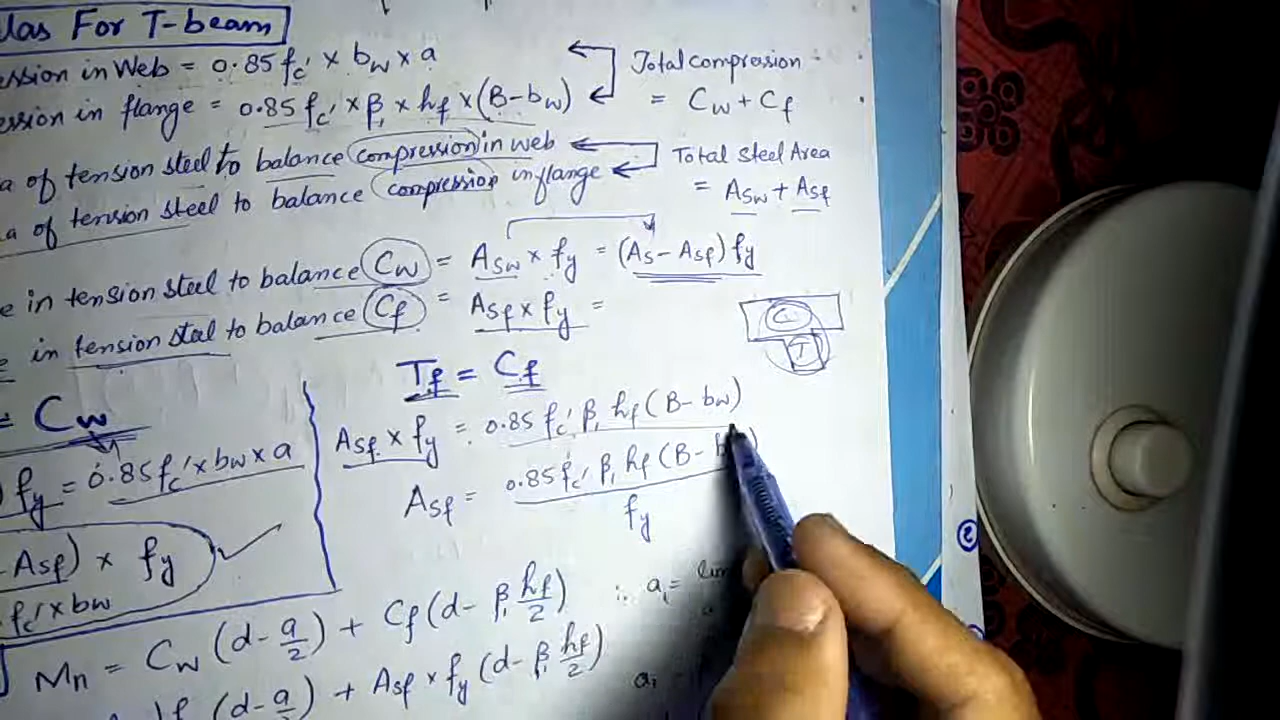 las For T-beam
ession in Web = 0.85 fc' × bw × a
Total compression
ession in flange = 0.85 fc' × β₁ × hf × (B-bw)
= Cw + Cf
a of tension steel to balance compression in web
Total Steel Area
a of tension steel to balance compression in flange
= Asw + Asf
e in tension steel to balance Cw = Asw × fy = (As - Asf) fy
e in tension steel to balance Cf = Asf × fy =
Tf = Cf
= Cw
Asf × fy = 0.85 fc' β₁ hf (B - bw)
fy = 0.85 fc' × bw × a
Asf = 0.85 fc' β₁ hf (B - / fy
- Asf) × fy
fc' × bw
Mn = Cw (d - a/2) + Cf (d - β₁ hf/2)
∴ a₁ =
(d - a/2) + Asf × fy (d - β₁ hf/2)